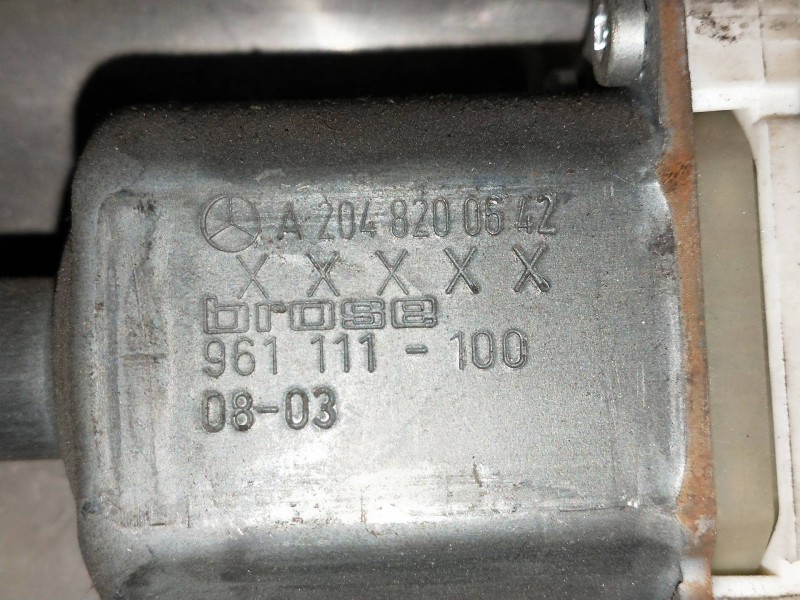 A 204 820 06 42
X X X X X
brose
961 111 - 100
08-03